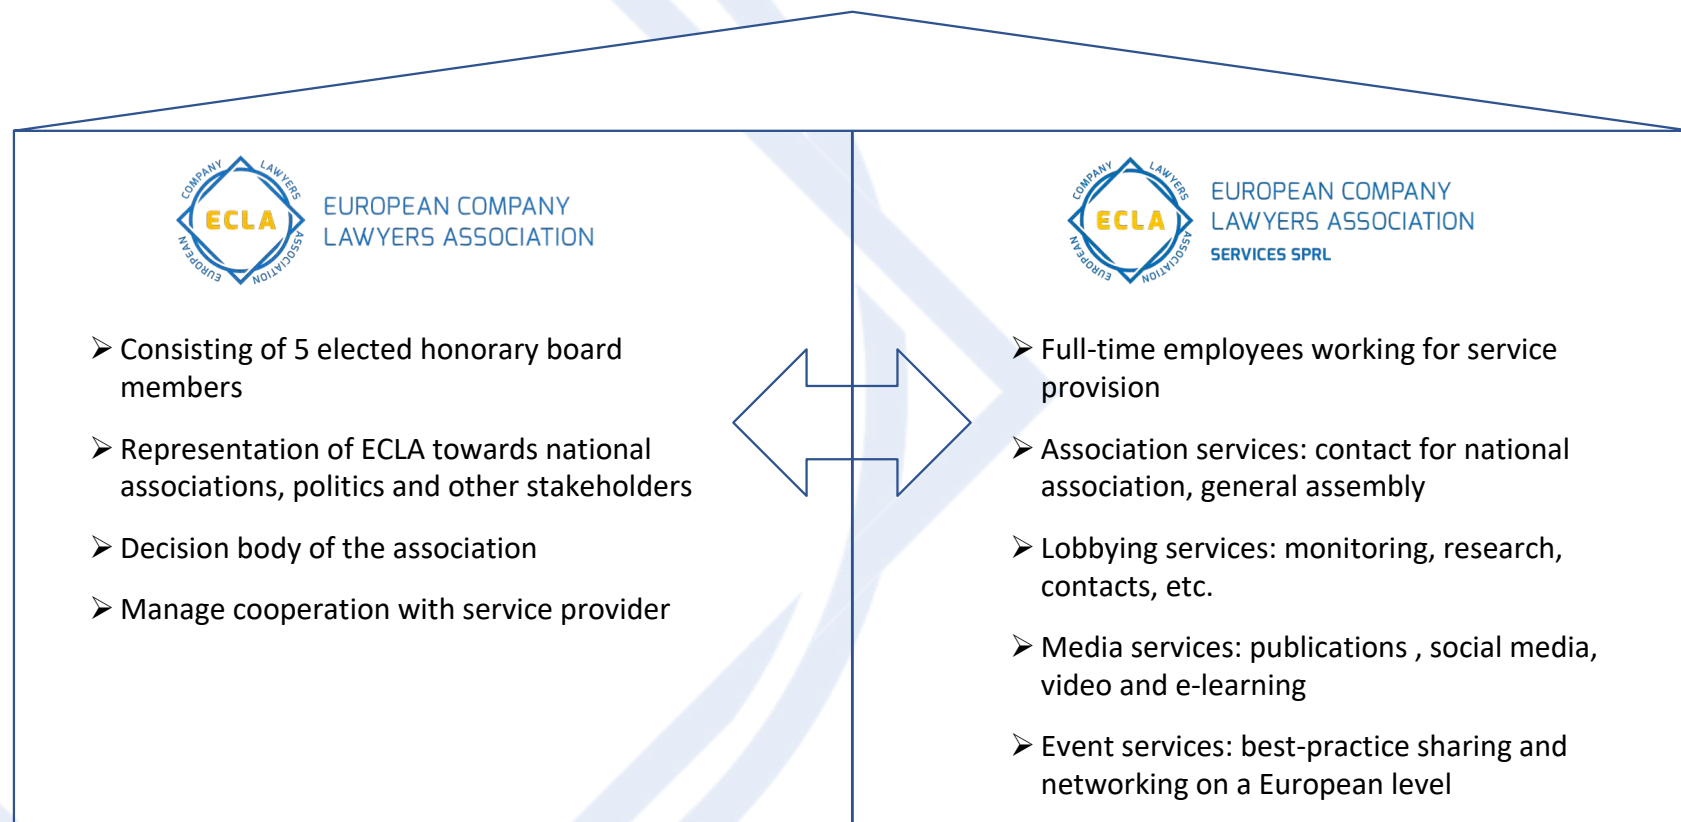 COMPANY LAWYERS
ECLA
EUROPEAN ASSOCIATION
EUROPEAN COMPANY
LAWYERS ASSOCIATION
➢ Consisting of 5 elected honorary board
members
➢ Representation of ECLA towards national
associations, politics and other stakeholders
➢ Decision body of the association
➢ Manage cooperation with service provider
COMPANY LAWYERS
ECLA
EUROPEAN ASSOCIATION
EUROPEAN COMPANY
LAWYERS ASSOCIATION
SERVICES SPRL
➢ Full-time employees working for service
provision
➢ Association services: contact for national
association, general assembly
➢ Lobbying services: monitoring, research,
contacts, etc.
➢ Media services: publications , social media,
video and e-learning
➢ Event services: best-practice sharing and
networking on a European level